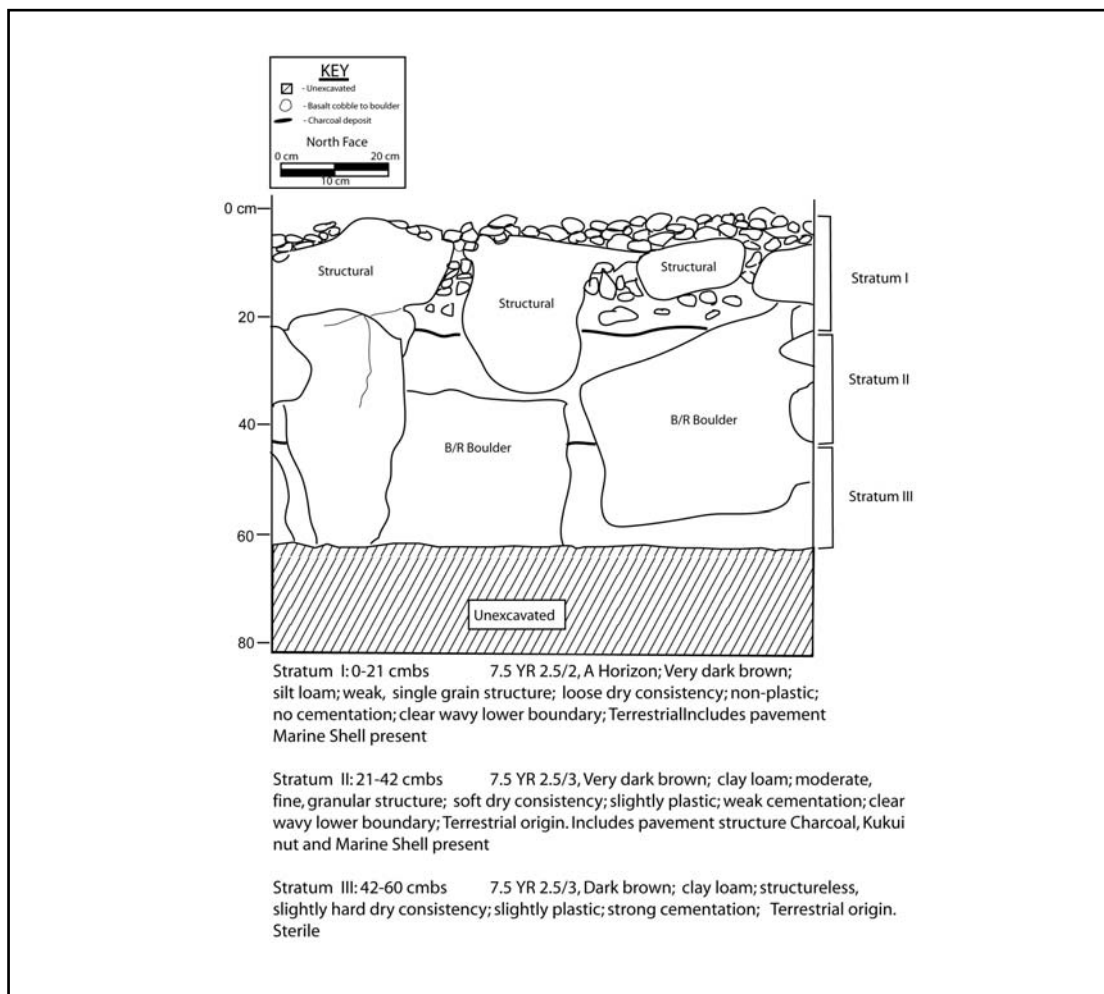 KEY
- Unexcavated
- Basalt cobble to boulder
- Charcoal deposit
North Face
0 cm 20 cm
10 cm
0 cm
Structural
Structural
Structural
Stratum I
20
Stratum II
40
B/R Boulder
B/R Boulder
Stratum III
60
Unexcavated
80
Stratum I: 0-21 cmbs 7.5 YR 2.5/2, A Horizon; Very dark brown;
silt loam; weak, single grain structure; loose dry consistency; non-plastic;
no cementation; clear wavy lower boundary; TerrestrialIncludes pavement
Marine Shell present
Stratum II: 21-42 cmbs 7.5 YR 2.5/3, Very dark brown; clay loam; moderate,
fine, granular structure; soft dry consistency; slightly plastic; weak cementation; clear
wavy lower boundary; Terrestrial origin. Includes pavement structure Charcoal, Kukui
nut and Marine Shell present
Stratum III: 42-60 cmbs 7.5 YR 2.5/3, Dark brown; clay loam; structureless,
slightly hard dry consistency; slightly plastic; strong cementation; Terrestrial origin.
Sterile